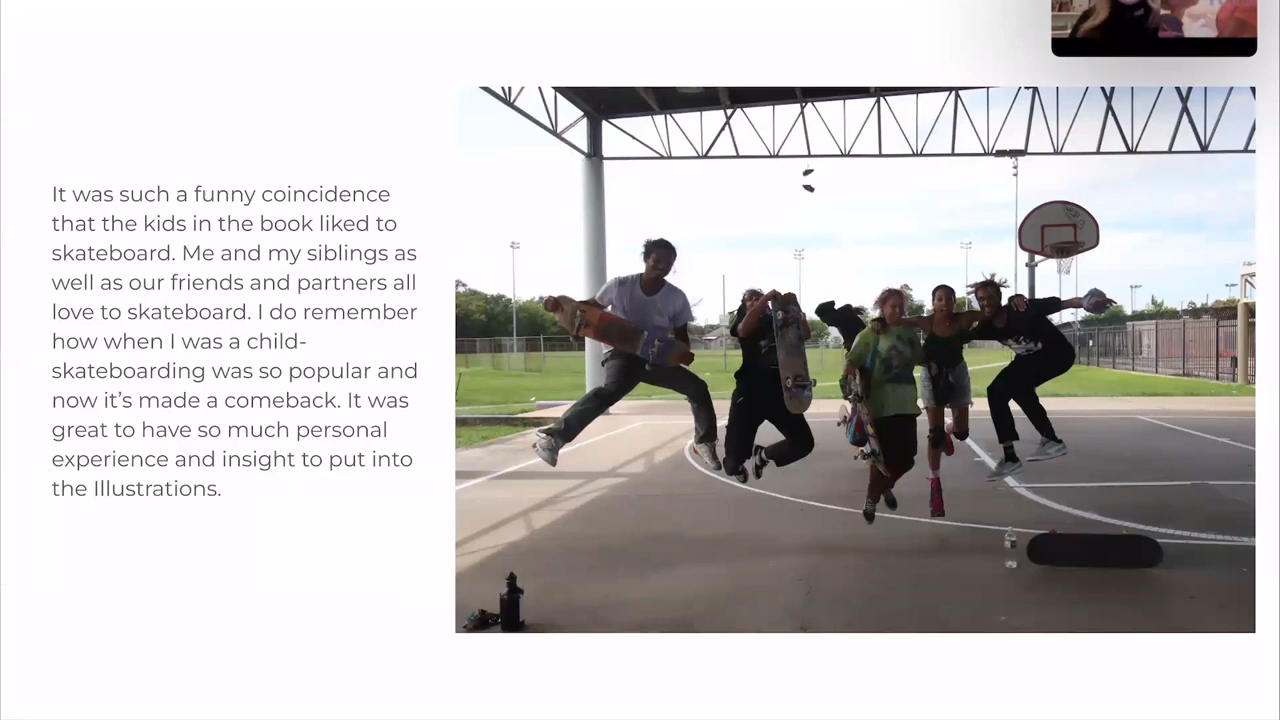 It was such a funny coincidence
that the kids in the book liked to
skateboard. Me and my siblings as
well as our friends and partners all
love to skateboard. I do remember
how when I was a child-
skateboarding was so popular and
now it’s made a comeback. It was
great to have so much personal
experience and insight to put into
the Illustrations.